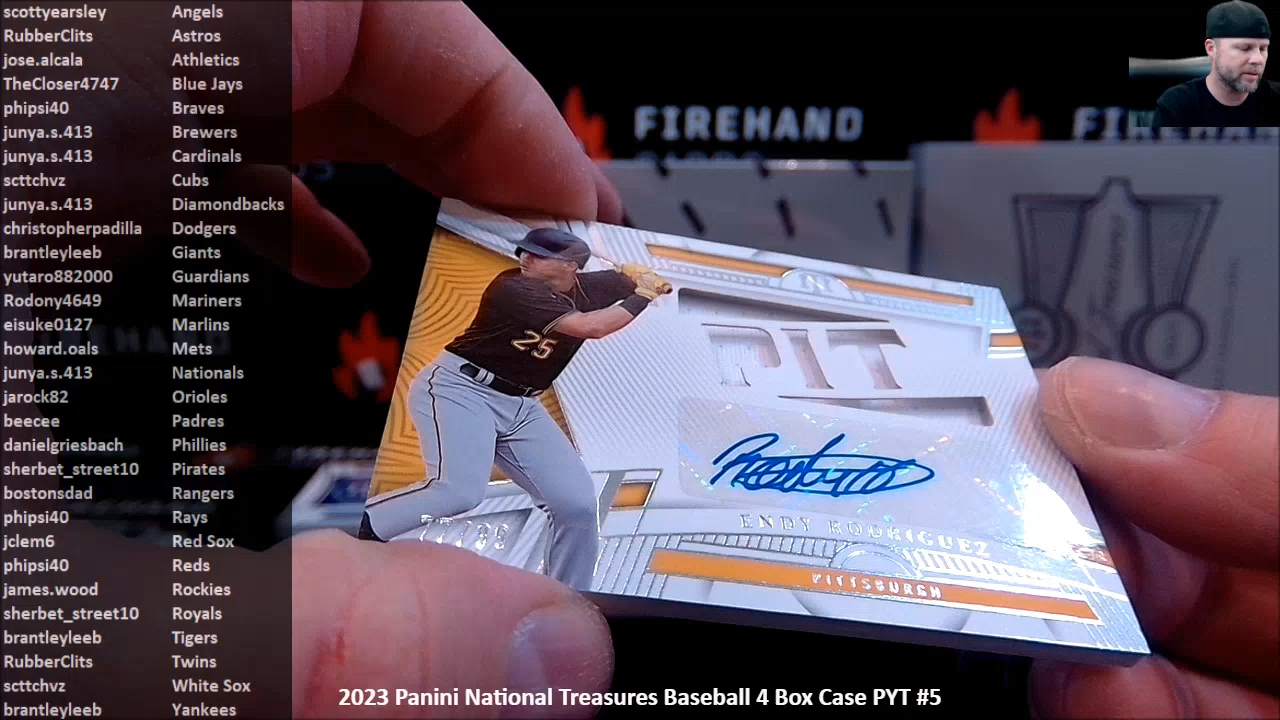 scottyearsley Angels
RubberClits Astros
jose.alcala Athletics
TheCloser4747 Blue Jays
phipsi40 Braves
junya.s.413 Brewers
junya.s.413 Cardinals
scttchvz Cubs
junya.s.413 Diamondbacks
christopherpadilla Dodgers
brantleyleeb Giants
yutaro882000 Guardians
Rodony4649 Mariners
eisuke0127 Marlins
howard.oals Mets
junya.s.413 Nationals
jarock82 Orioles
beecee Padres
danielgriesbach Phillies
sherbet_street10 Pirates
bostonsdad Rangers
phipsi40 Rays
jclem6 Red Sox
phipsi40 Reds
james.wood Rockies
sherbet_street10 Royals
brantleyleeb Tigers
RubberClits Twins
scttchvz White Sox
brantleyleeb Yankees
FIREHAND
PIT
25
ENDY RODRIGUEZ
PITTSBURGH
2023 Panini National Treasures Baseball 4 Box Case PYT #5